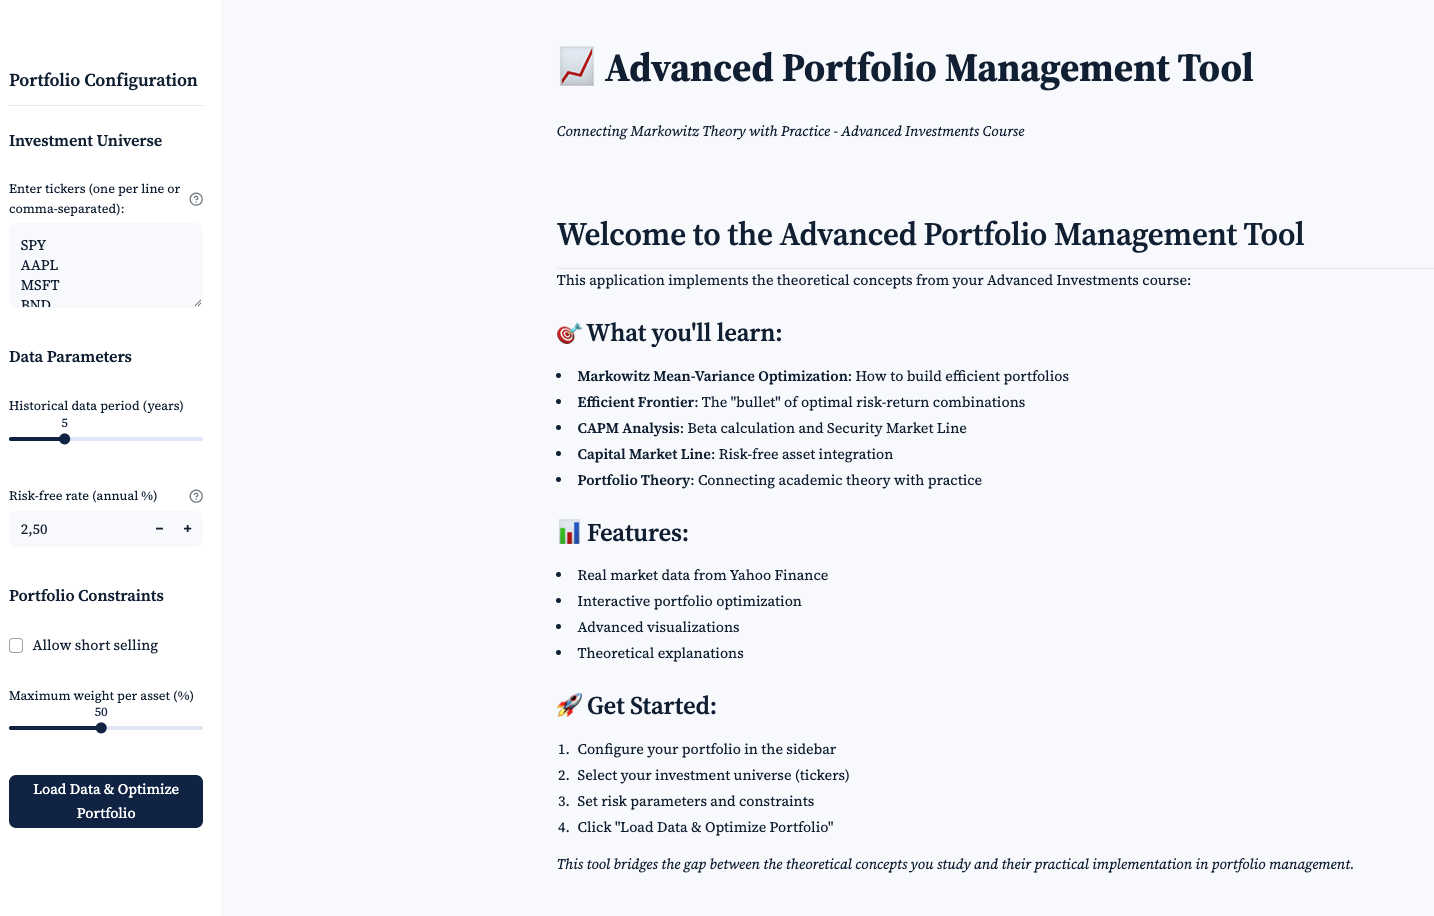 Portfolio Configuration
Investment Universe
Enter tickers (one per line or
comma-separated):
SPY
AAPL
MSFT
BND
Data Parameters
Historical data period (years)
5
Risk-free rate (annual %)
2,50
Portfolio Constraints
Allow short selling
Maximum weight per asset (%)
50
Load Data & Optimize
Portfolio
Advanced Portfolio Management Tool
Connecting Markowitz Theory with Practice - Advanced Investments Course
Welcome to the Advanced Portfolio Management Tool
This application implements the theoretical concepts from your Advanced Investments course:
What you'll learn:
• Markowitz Mean-Variance Optimization: How to build efficient portfolios
• Efficient Frontier: The "bullet" of optimal risk-return combinations
• CAPM Analysis: Beta calculation and Security Market Line
• Capital Market Line: Risk-free asset integration
• Portfolio Theory: Connecting academic theory with practice
Features:
• Real market data from Yahoo Finance
• Interactive portfolio optimization
• Advanced visualizations
• Theoretical explanations
Get Started:
1. Configure your portfolio in the sidebar
2. Select your investment universe (tickers)
3. Set risk parameters and constraints
4. Click "Load Data & Optimize Portfolio"
This tool bridges the gap between the theoretical concepts you study and their practical implementation in portfolio management.